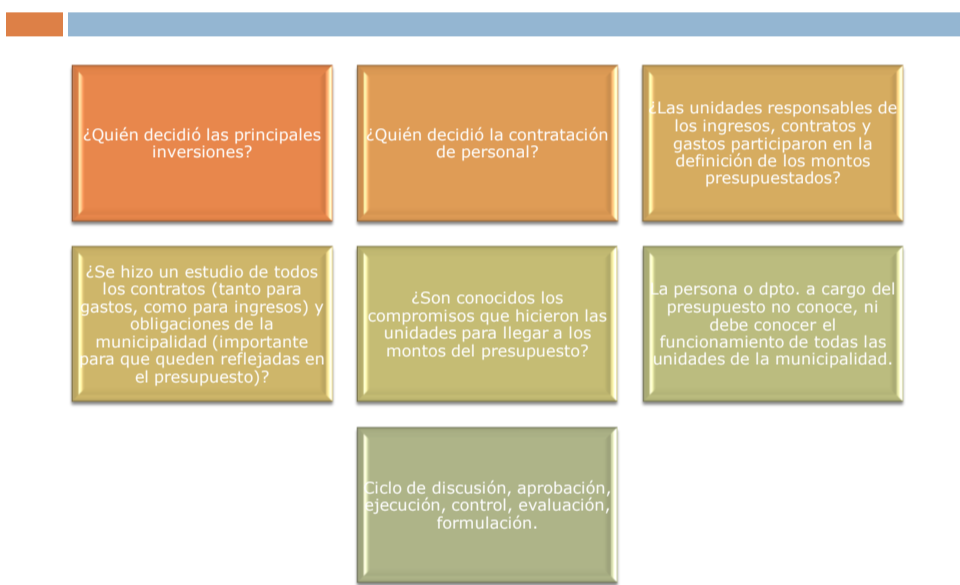 ¿Quién decidió las principales
inversiones?
¿Quién decidió la contratación
de personal?
¿Las unidades responsables de
los ingresos, contratos y
gastos participaron en la
definición de los montos
presupuestados?
¿Se hizo un estudio de todos
los contratos (tanto para
gastos, como para ingresos) y
obligaciones de la
municipalidad (importante
para que queden reflejadas en
el presupuesto)?
¿Son conocidos los
compromisos que hicieron las
unidades para llegar a los
montos del presupuesto?
La persona o dpto. a cargo del
presupuesto no conoce, ni
debe conocer el
funcionamiento de todas las
unidades de la municipalidad.
Ciclo de discusión, aprobación,
ejecución, control, evaluación,
formulación.